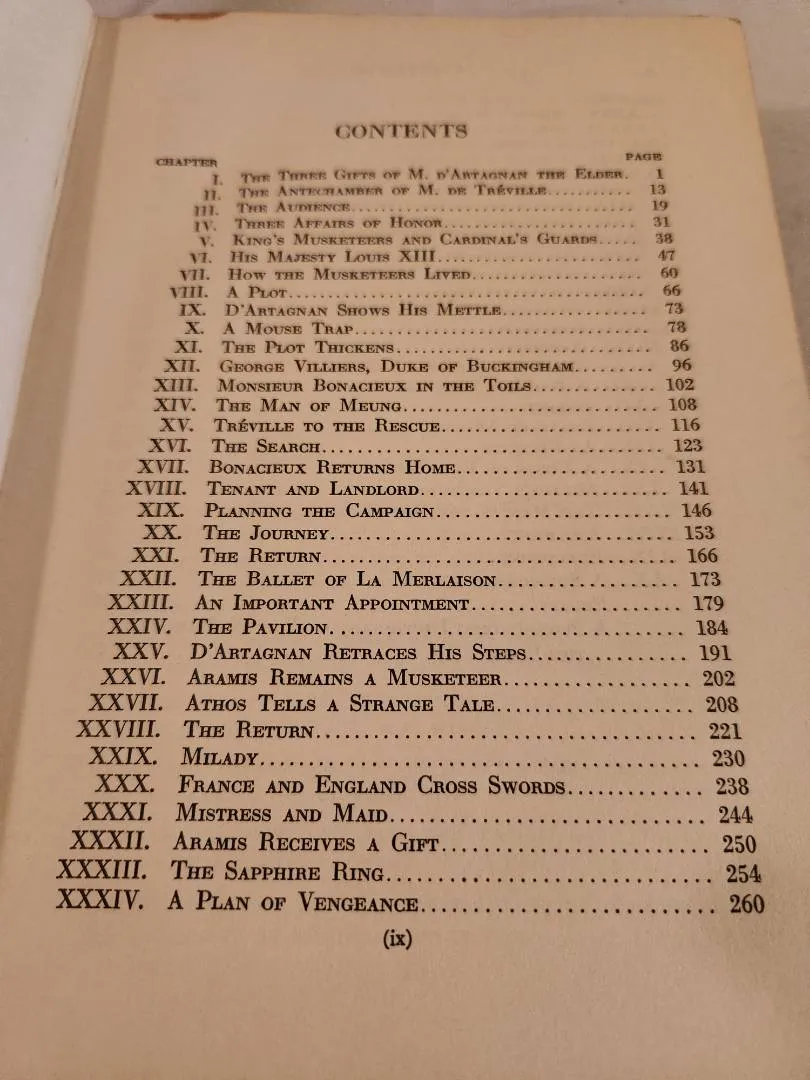 CONTENTS
CHAPTER PAGE
I. The Three Gifts of M. d'Artagnan the Elder. 1
II. The Antechamber of M. de Tréville........... 13
III. The Audience................................... 19
IV. Three Affairs of Honor....................... 31
V. King's Musketeers and Cardinal's Guards..... 38
VI. His Majesty Louis XIII....................... 47
VII. How the Musketeers Lived.................... 60
VIII. A Plot.......................................... 66
IX. D'Artagnan Shows His Mettle................. 73
X. A Mouse Trap................................... 78
XI. The Plot Thickens............................. 86
XII. George Villiers, Duke of Buckingham......... 96
XIII. Monsieur Bonacieux in the Toils.............. 102
XIV. The Man of Meung............................. 108
XV. Tréville to the Rescue........................ 116
XVI. The Search...................................... 123
XVII. Bonacieux Returns Home...................... 131
XVIII. Tenant and Landlord.......................... 141
XIX. Planning the Campaign........................ 146
XX. The Journey..................................... 153
XXI. The Return...................................... 166
XXII. The Ballet of La Merlaison................... 173
XXIII. An Important Appointment..................... 179
XXIV. The Pavilion.................................... 184
XXV. D'Artagnan Retraces His Steps................ 191
XXVI. Aramis Remains a Musketeer................... 202
XXVII. Athos Tells a Strange Tale................... 208
XXVIII. The Return...................................... 221
XXIX. Milady........................................... 230
XXX. France and England Cross Swords............. 238
XXXI. Mistress and Maid............................. 244
XXXII. Aramis Receives a Gift........................ 250
XXXIII. The Sapphire Ring............................. 254
XXXIV. A Plan of Vengeance........................... 260
(ix)